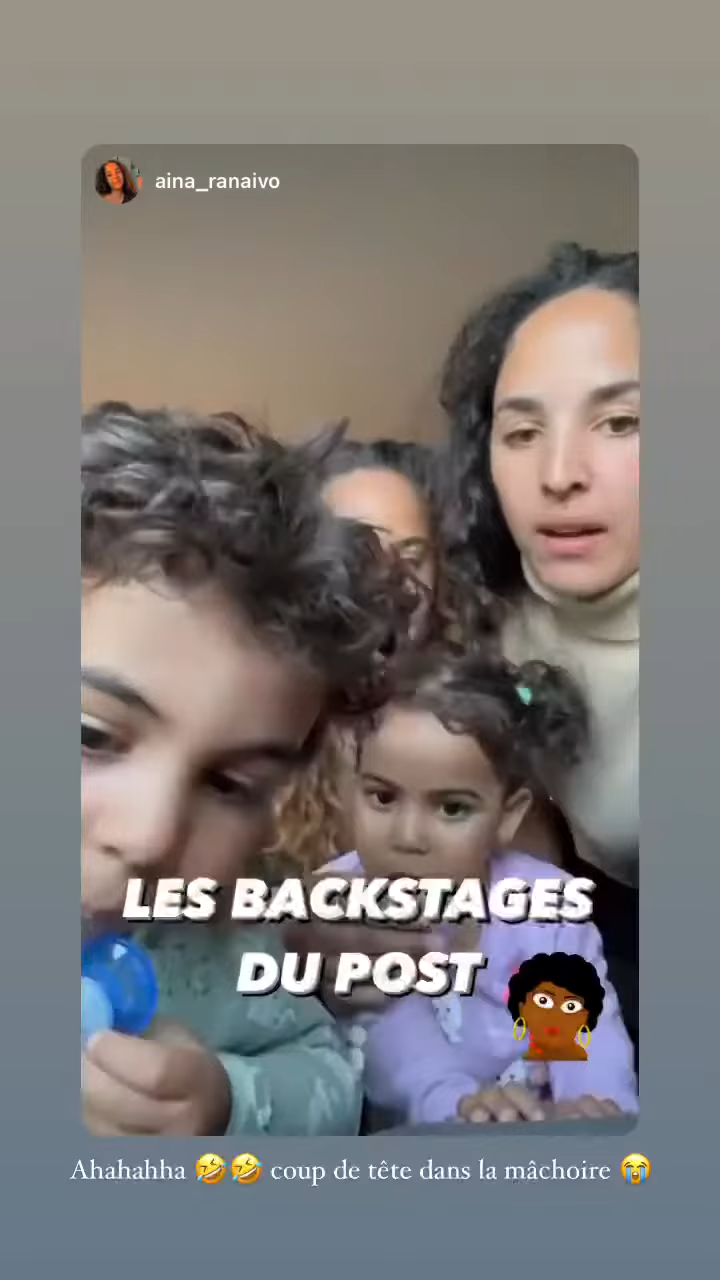 aina_ranaivo
LES BACKSTAGES
DU POST
Ahahahha 🤣🤣 coup de tête dans la mâchoire 😭